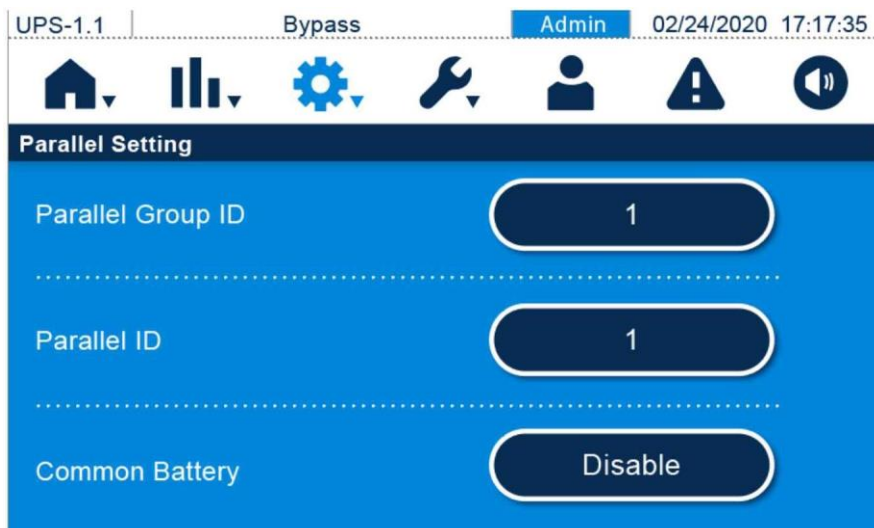 UPS-1.1 Bypass Admin 02/24/2020 17:17:35
Parallel Setting
Parallel Group ID 1
Parallel ID 1
Common Battery Disable